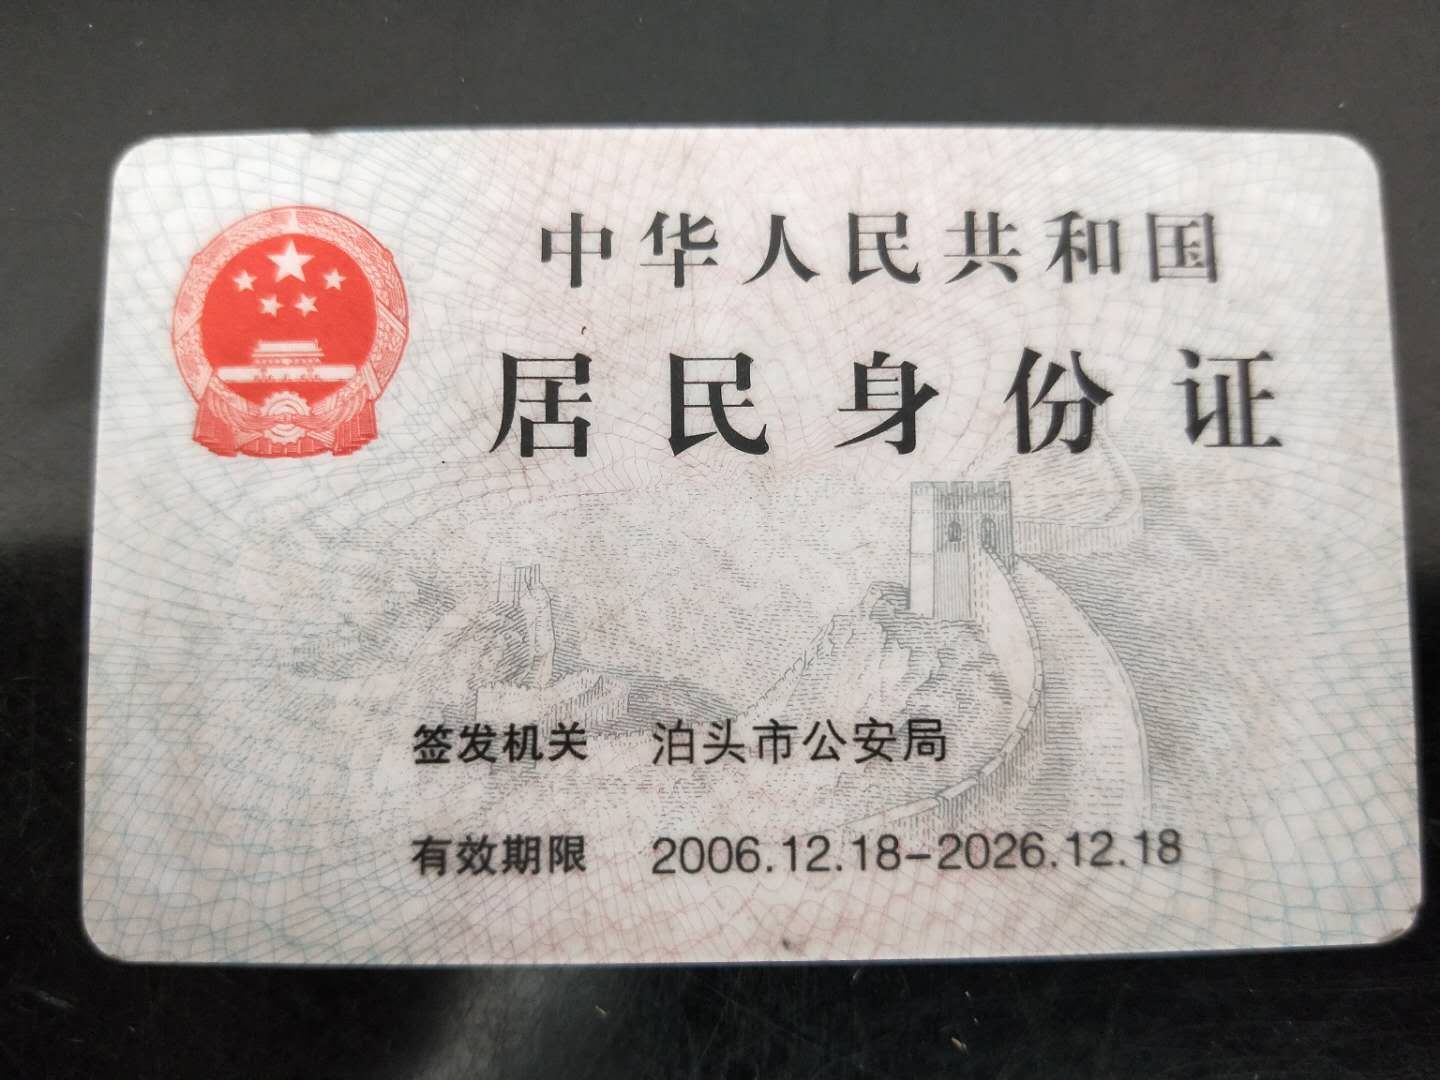 中华人民共和国
居民身份证
签发机关 泊头市公安局
有效期限 2006.12.18-2026.12.18